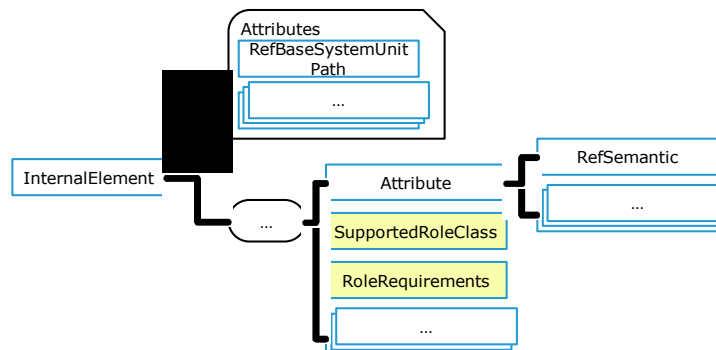 Attributes
RefBaseSystemUnit
Path
...
InternalElement
...
Attribute
SupportedRoleClass
RoleRequirements
...
RefSemantic
...